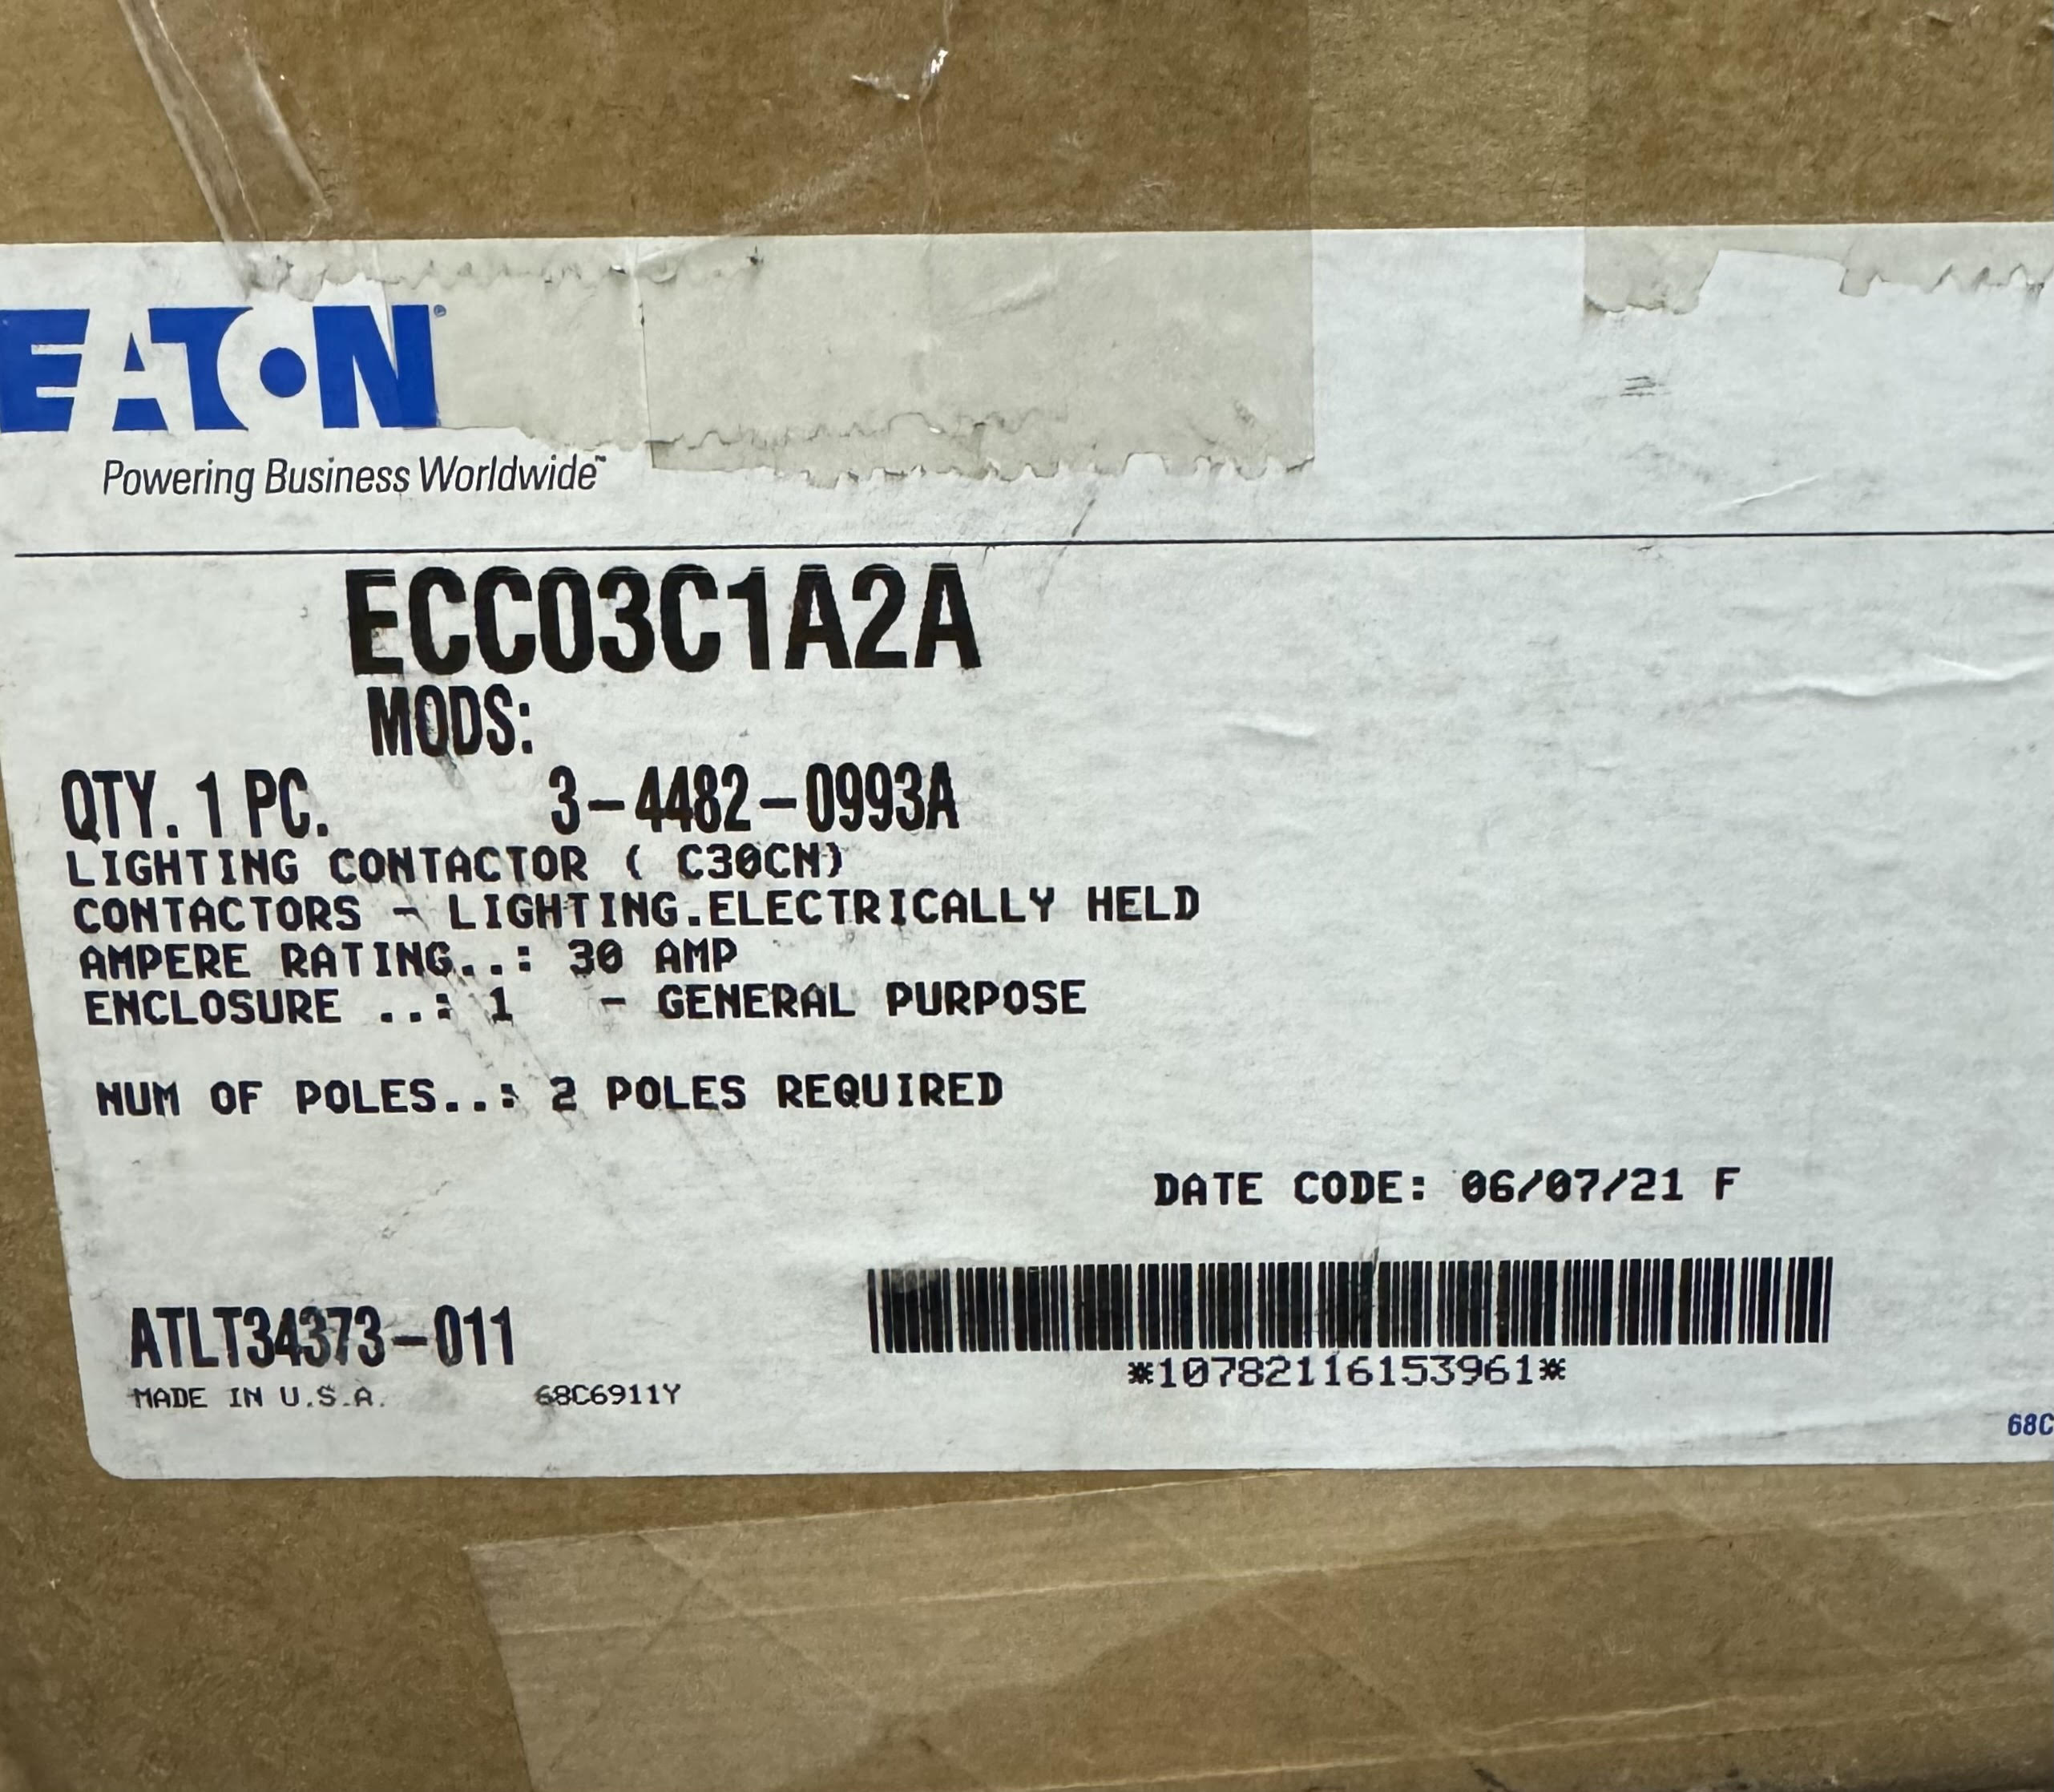 EATON®
Powering Business Worldwide™
ECC03C1A2A
MODS:
QTY. 1 PC. 3-4482-0993A
LIGHTING CONTACTOR ( C30CN)
CONTACTORS - LIGHTING.ELECTRICALLY HELD
AMPERE RATING..: 30 AMP
ENCLOSURE ..: 1 - GENERAL PURPOSE
NUM OF POLES..: 2 POLES REQUIRED
DATE CODE: 06/07/21 F
ATLT34373-011
*10782116153961*
MADE IN U.S.A. 68C6911Y
68C